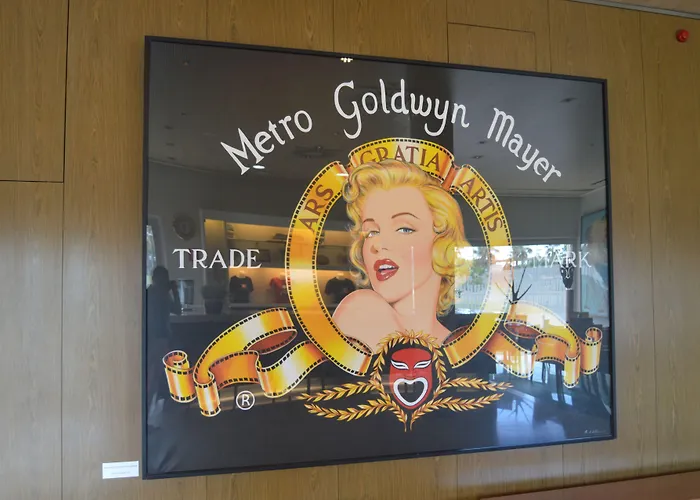 Metro Goldwyn Mayer
ARS GRATIA ARTIS
TRADE MARK
®